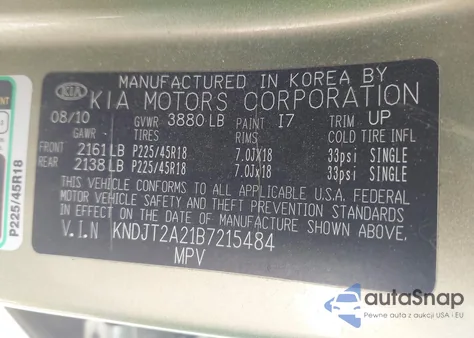 MANUFACTURED IN KOREA BY
KIA KIA MOTORS CORPORATION
08/10 GVWR 3880 LB PAINT I7 TRIM UP
GAWR TIRES RIMS COLD TIRE INFL
FRONT 2161 LB P225/45R18 7.0JX18 33psi SINGLE
REAR 2138 LB P225/45R18 7.0JX18 33psi SINGLE
THIS VEHICLE CONFORMS TO ALL APPLICABLE U.S.A. FEDERAL
MOTOR VEHICLE SAFETY AND THEFT PREVENTION STANDARDS
IN EFFECT ON THE DATE OF MANUFACTURE SHOWN ABOVE.
V.I.N KNDJT2A21B7215484
MPV
P225/45R18
autoSnap
Pewne auta z aukcji USA i EU